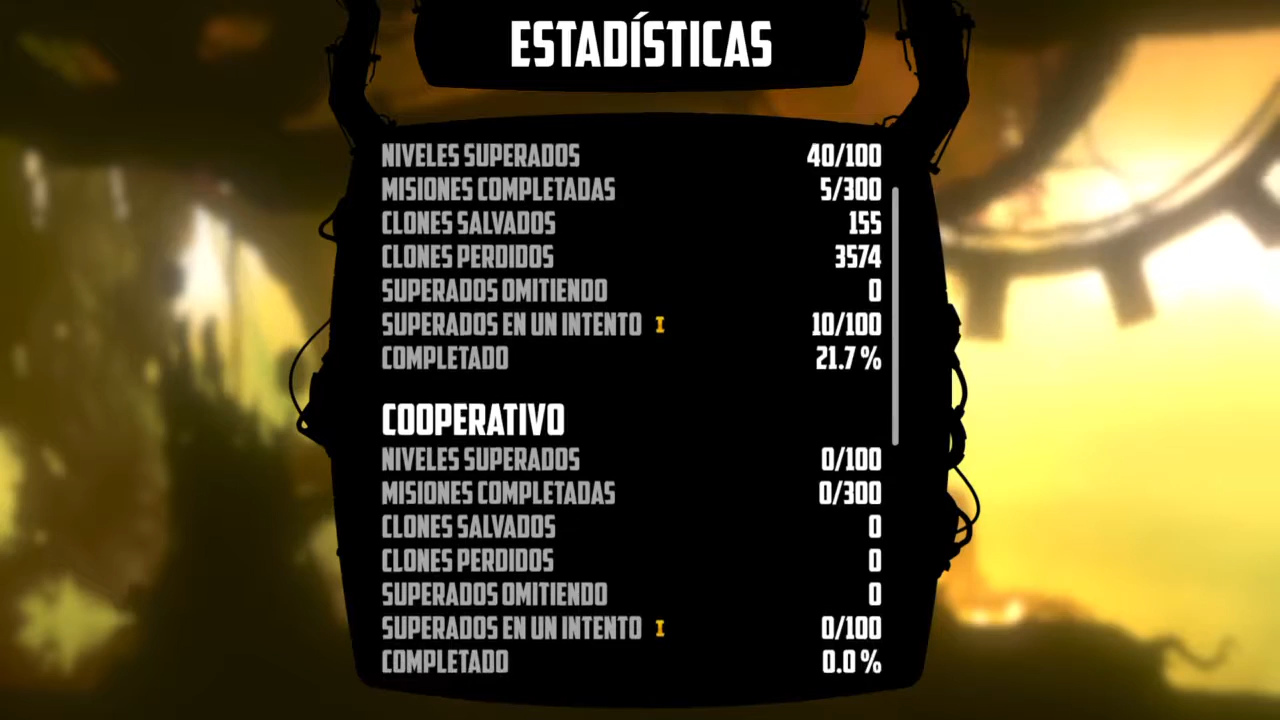 ESTADÍSTICAS
NIVELES SUPERADOS 40/100
MISIONES COMPLETADAS 5/300
CLONES SALVADOS 155
CLONES PERDIDOS 3574
SUPERADOS OMITIENDO 0
SUPERADOS EN UN INTENTO I 10/100
COMPLETADO 21.7 %
COOPERATIVO
NIVELES SUPERADOS 0/100
MISIONES COMPLETADAS 0/300
CLONES SALVADOS 0
CLONES PERDIDOS 0
SUPERADOS OMITIENDO 0
SUPERADOS EN UN INTENTO I 0/100
COMPLETADO 0.0 %